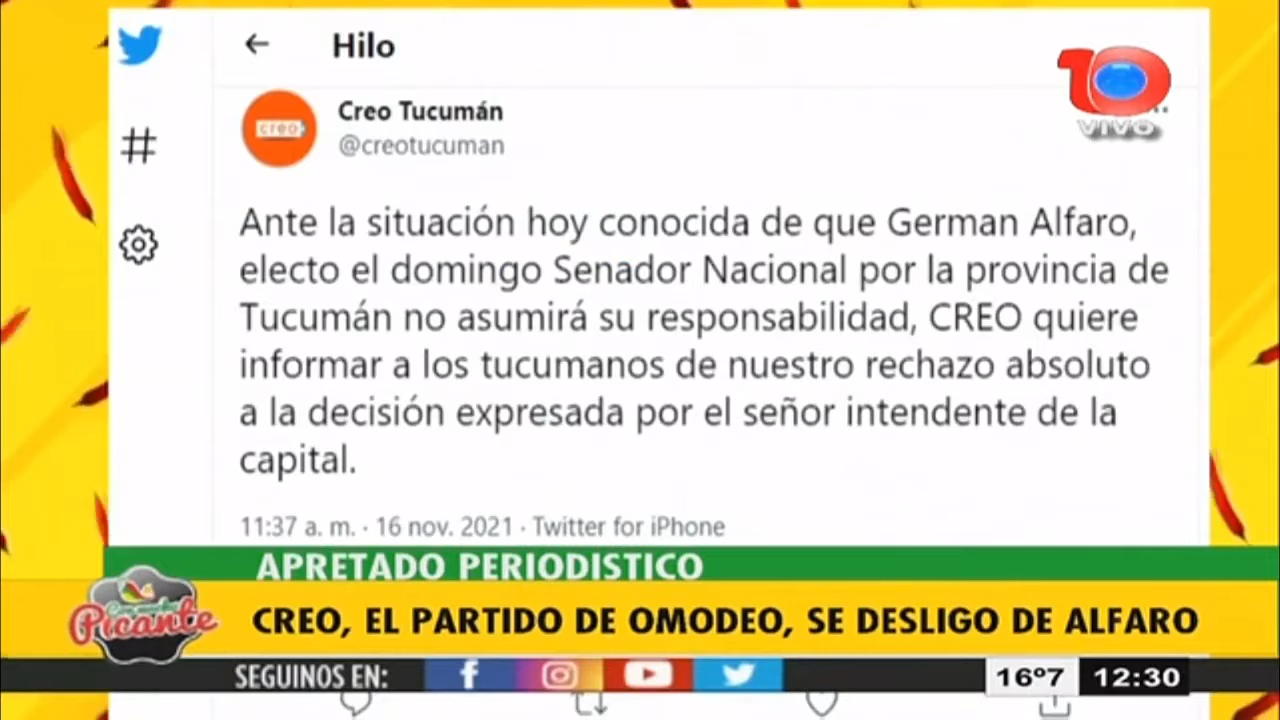 Hilo
10
VIVO
creo
Creo Tucumán
@creotucuman
Ante la situación hoy conocida de que German Alfaro,
electo el domingo Senador Nacional por la provincia de
Tucumán no asumirá su responsabilidad, CREO quiere
informar a los tucumanos de nuestro rechazo absoluto
a la decisión expresada por el señor intendente de la
capital.
11:37 a. m. · 16 nov. 2021 · Twitter for iPhone
APRETADO PERIODISTICO
Con mucho
Picante
CREO, EL PARTIDO DE OMODEO, SE DESLIGO DE ALFARO
SEGUINOS EN:
16º7
12:30